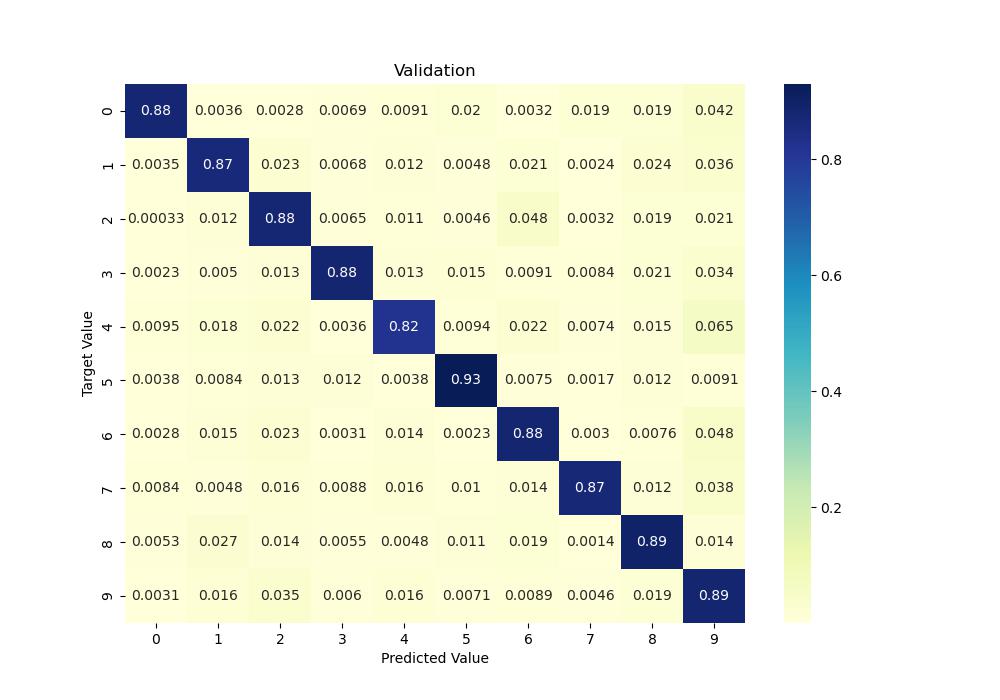 Validation
0 0.88 0.0036 0.0028 0.0069 0.0091 0.02 0.0032 0.019 0.019 0.042
1 0.0035 0.87 0.023 0.0068 0.012 0.0048 0.021 0.0024 0.024 0.036
0.8
2 0.00033 0.012 0.88 0.0065 0.011 0.0046 0.048 0.0032 0.019 0.021
3 0.0023 0.005 0.013 0.88 0.013 0.015 0.0091 0.0084 0.021 0.034
0.6
Target Value
4 0.0095 0.018 0.022 0.0036 0.82 0.0094 0.022 0.0074 0.015 0.065
5 0.0038 0.0084 0.013 0.012 0.0038 0.93 0.0075 0.0017 0.012 0.0091
0.4
6 0.0028 0.015 0.023 0.0031 0.014 0.0023 0.88 0.003 0.0076 0.048
7 0.0084 0.0048 0.016 0.0088 0.016 0.01 0.014 0.87 0.012 0.038
0.2
8 0.0053 0.027 0.014 0.0055 0.0048 0.011 0.019 0.0014 0.89 0.014
9 0.0031 0.016 0.035 0.006 0.016 0.0071 0.0089 0.0046 0.019 0.89
0 1 2 3 4 5 6 7 8 9
Predicted Value